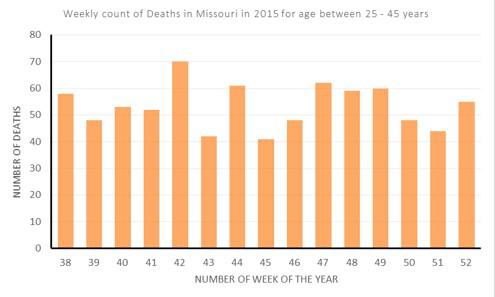 Weekly count of Deaths in Missouri in 2015 for age between 25 - 45 years
80
70
60
50
40
30
20
10
0
NUMBER OF DEATHS
38 39 40 41 42 43 44 45 46 47 48 49 50 51 52
NUMBER OF WEEK OF THE YEAR